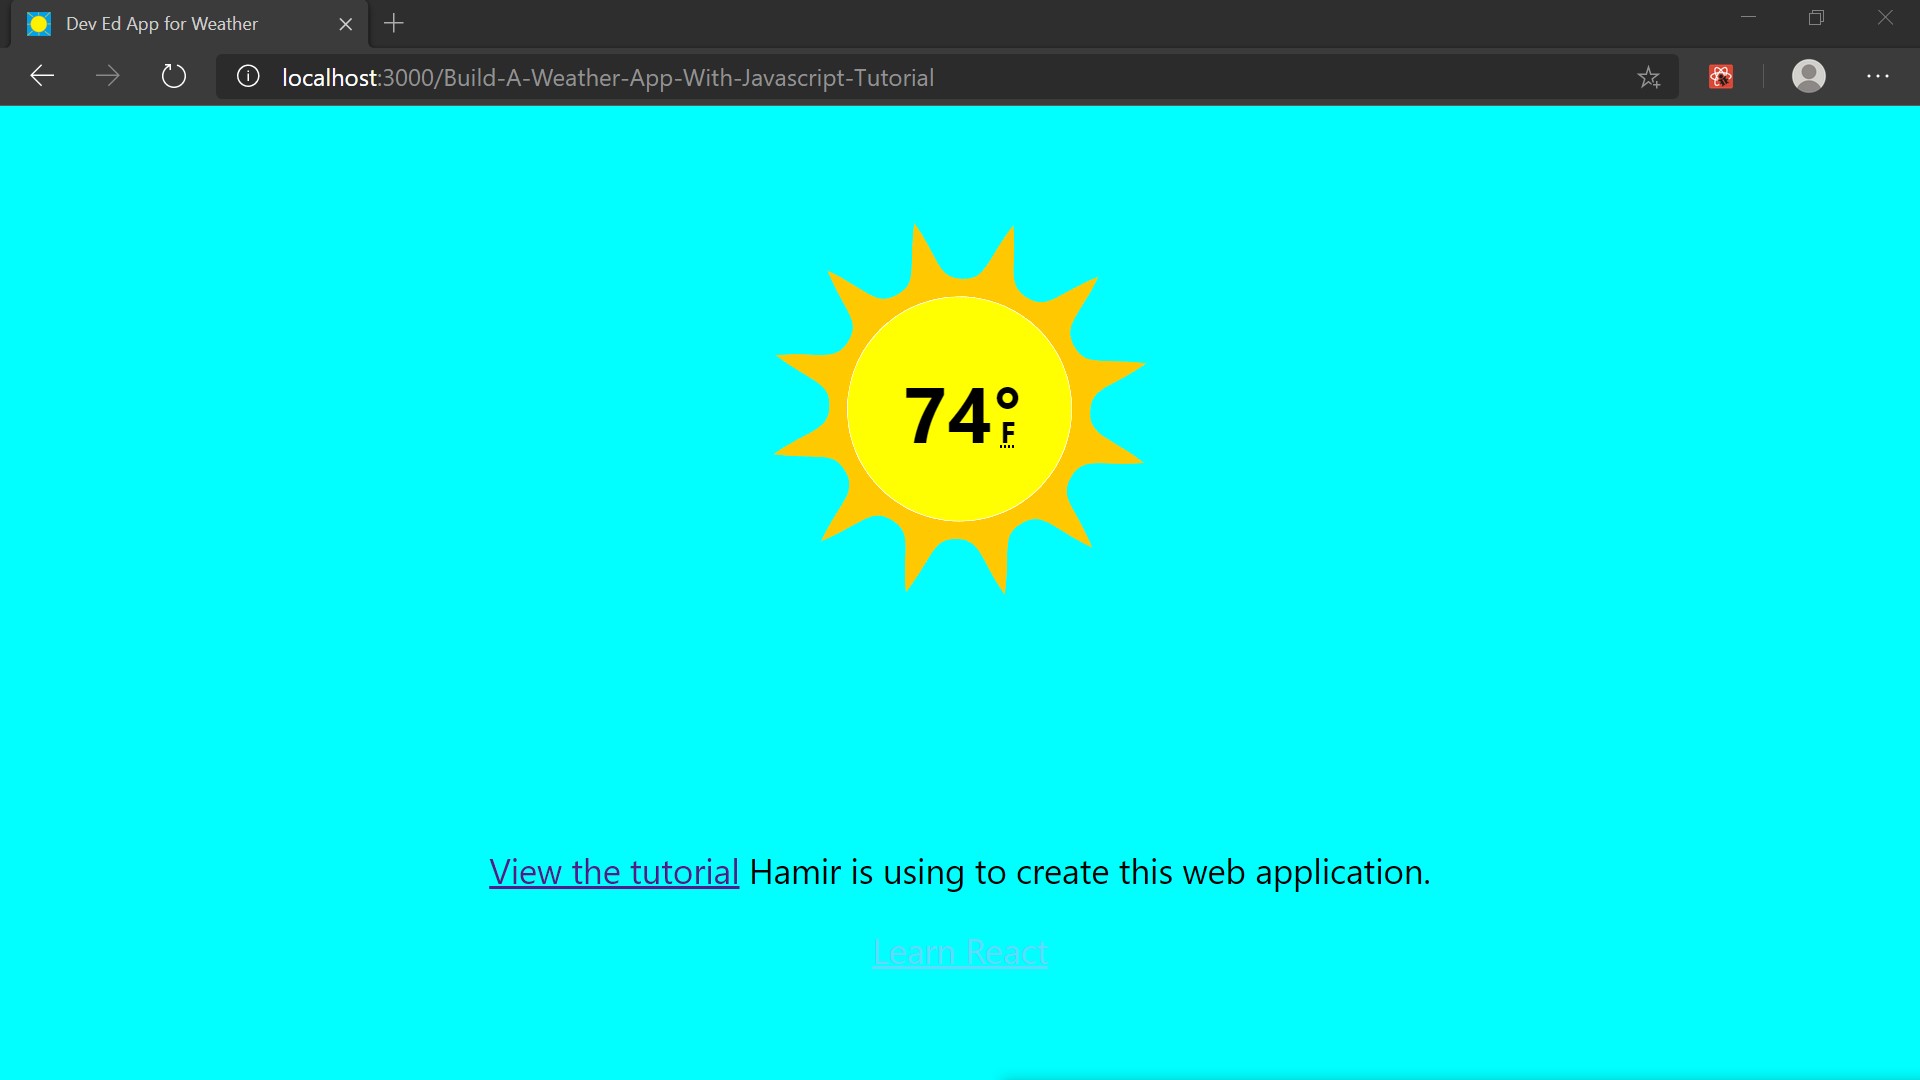 Dev Ed App for Weather
localhost:3000/Build-A-Weather-App-With-Javascript-Tutorial
74°F
View the tutorial Hamir is using to create this web application.
Learn React